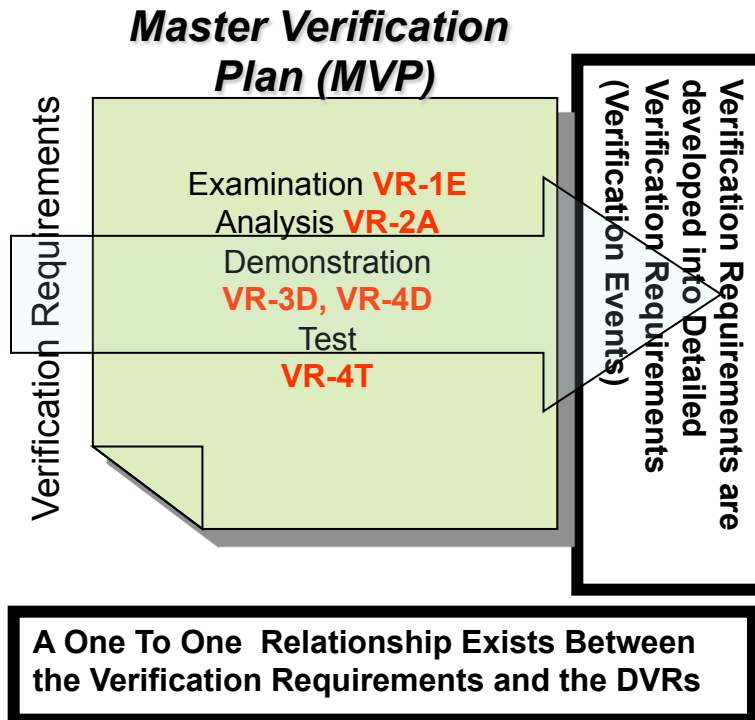 Master Verification
Plan (MVP)
Verification Requirements
Examination VR-1E
Analysis VR-2A
Demonstration
VR-3D, VR-4D
Test
VR-4T
Verification Requirements are
developed into Detailed
Verification Requirements
(Verification Events)
A One To One Relationship Exists Between
the Verification Requirements and the DVRs